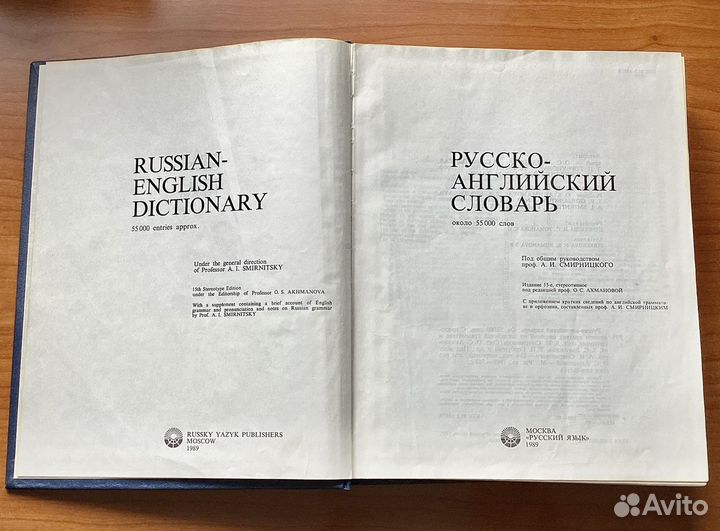 RUSSIAN-
ENGLISH
DICTIONARY
55 000 entries approx.
Under the general direction
of Professor A. I. SMIRNITSKY
15th Stereotype Edition
under the Editorship of Professor O. S. AKHMANOVA
With a supplement containing a brief account of English
grammar and pronunciation and notes on Russian grammar
by Prof. A. I. SMIRNITSKY
RUSSKY YAZYK PUBLISHERS
MOSCOW
1989
РУССКО-
АНГЛИЙСКИЙ
СЛОВАРЬ
около 55 000 слов
Под общим руководством
проф. А. И. СМИРНИЦКОГО
Издание 15-е, стереотипное
под редакцией проф. О. С. АХМАНОВОЙ
С приложением кратких сведений по английской граммати-
ке и орфоэпии, составленных проф. А. И. СМИРНИЦКИМ
МОСКВА
«РУССКИЙ ЯЗЫК»
1989
Avito